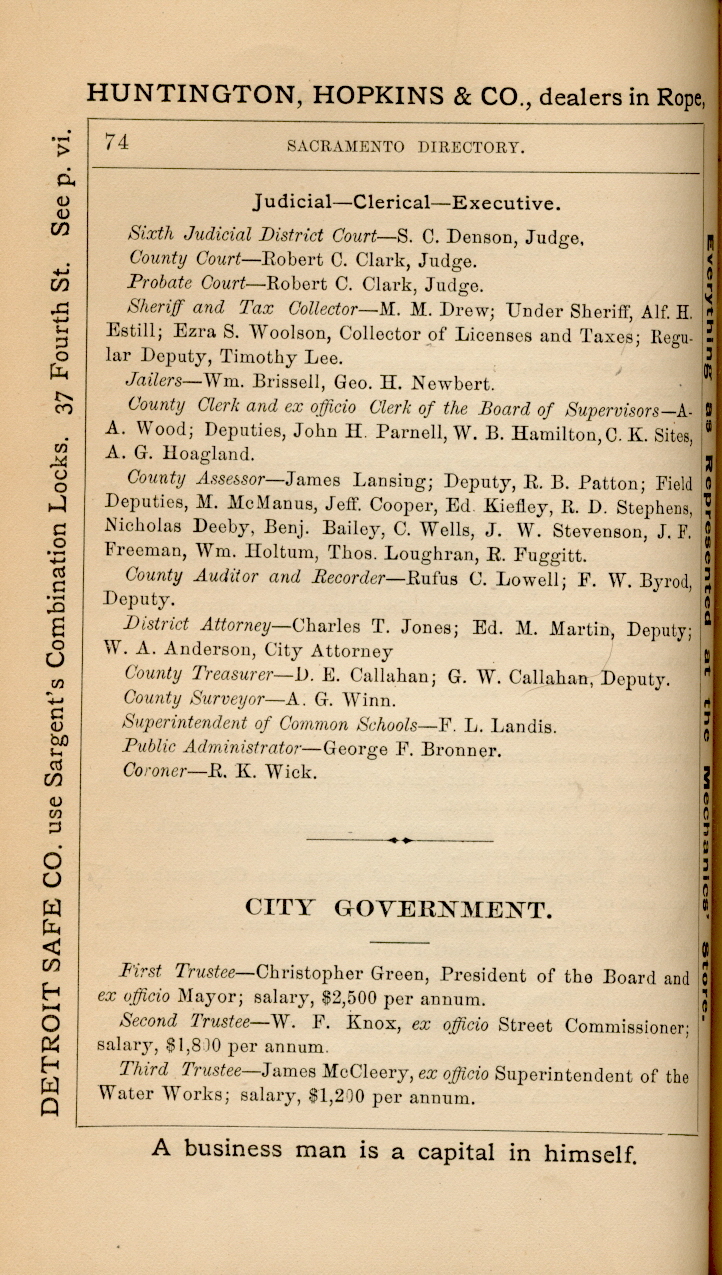 HUNTINGTON, HOPKINS & CO., dealers in Rope,
74 SACRAMENTO DIRECTORY.
Judicial—Clerical—Executive.
Sixth Judicial District Court—S. C. Denson, Judge.
County Court—Robert C. Clark, Judge.
Probate Court—Robert C. Clark, Judge.
Sheriff and Tax Collector—M. M. Drew; Under Sheriff, Alf. H.
Estill; Ezra S. Woolson, Collector of Licenses and Taxes; Regu-
lar Deputy, Timothy Lee.
Jailers—Wm. Brissell, Geo. H. Newbert.
County Clerk and ex officio Clerk of the Board of Supervisors—A-
A. Wood; Deputies, John H. Parnell, W. B. Hamilton, C. K. Sites,
A. G. Hoagland.
County Assessor—James Lansing; Deputy, R. B. Patton; Field
Deputies, M. McManus, Jeff. Cooper, Ed. Kiefley, R. D. Stephens,
Nicholas Deeby, Benj. Bailey, C. Wells, J. W. Stevenson, J. F.
Freeman, Wm. Holtum, Thos. Loughran, R. Fuggitt.
County Auditor and Recorder—Rufus C. Lowell; F. W. Byrod,
Deputy.
District Attorney—Charles T. Jones; Ed. M. Martin, Deputy;
W. A. Anderson, City Attorney
County Treasurer—D. E. Callahan; G. W. Callahan, Deputy.
County Surveyor—A. G. Winn.
Superintendent of Common Schools—F. L. Landis.
Public Administrator—George F. Bronner.
Coroner—R. K. Wick.
CITY GOVERNMENT.
First Trustee—Christopher Green, President of the Board and
ex officio Mayor; salary, $2,500 per annum.
Second Trustee—W. F. Knox, ex officio Street Commissioner;
salary, $1,800 per annum.
Third Trustee—James McCleery, ex officio Superintendent of the
Water Works; salary, $1,200 per annum.
A business man is a capital in himself.
DETROIT SAFE CO. use Sargent's Combination Locks. 37 Fourth St. See p. vi.
Everything as Represented at the Mechanics' Store.